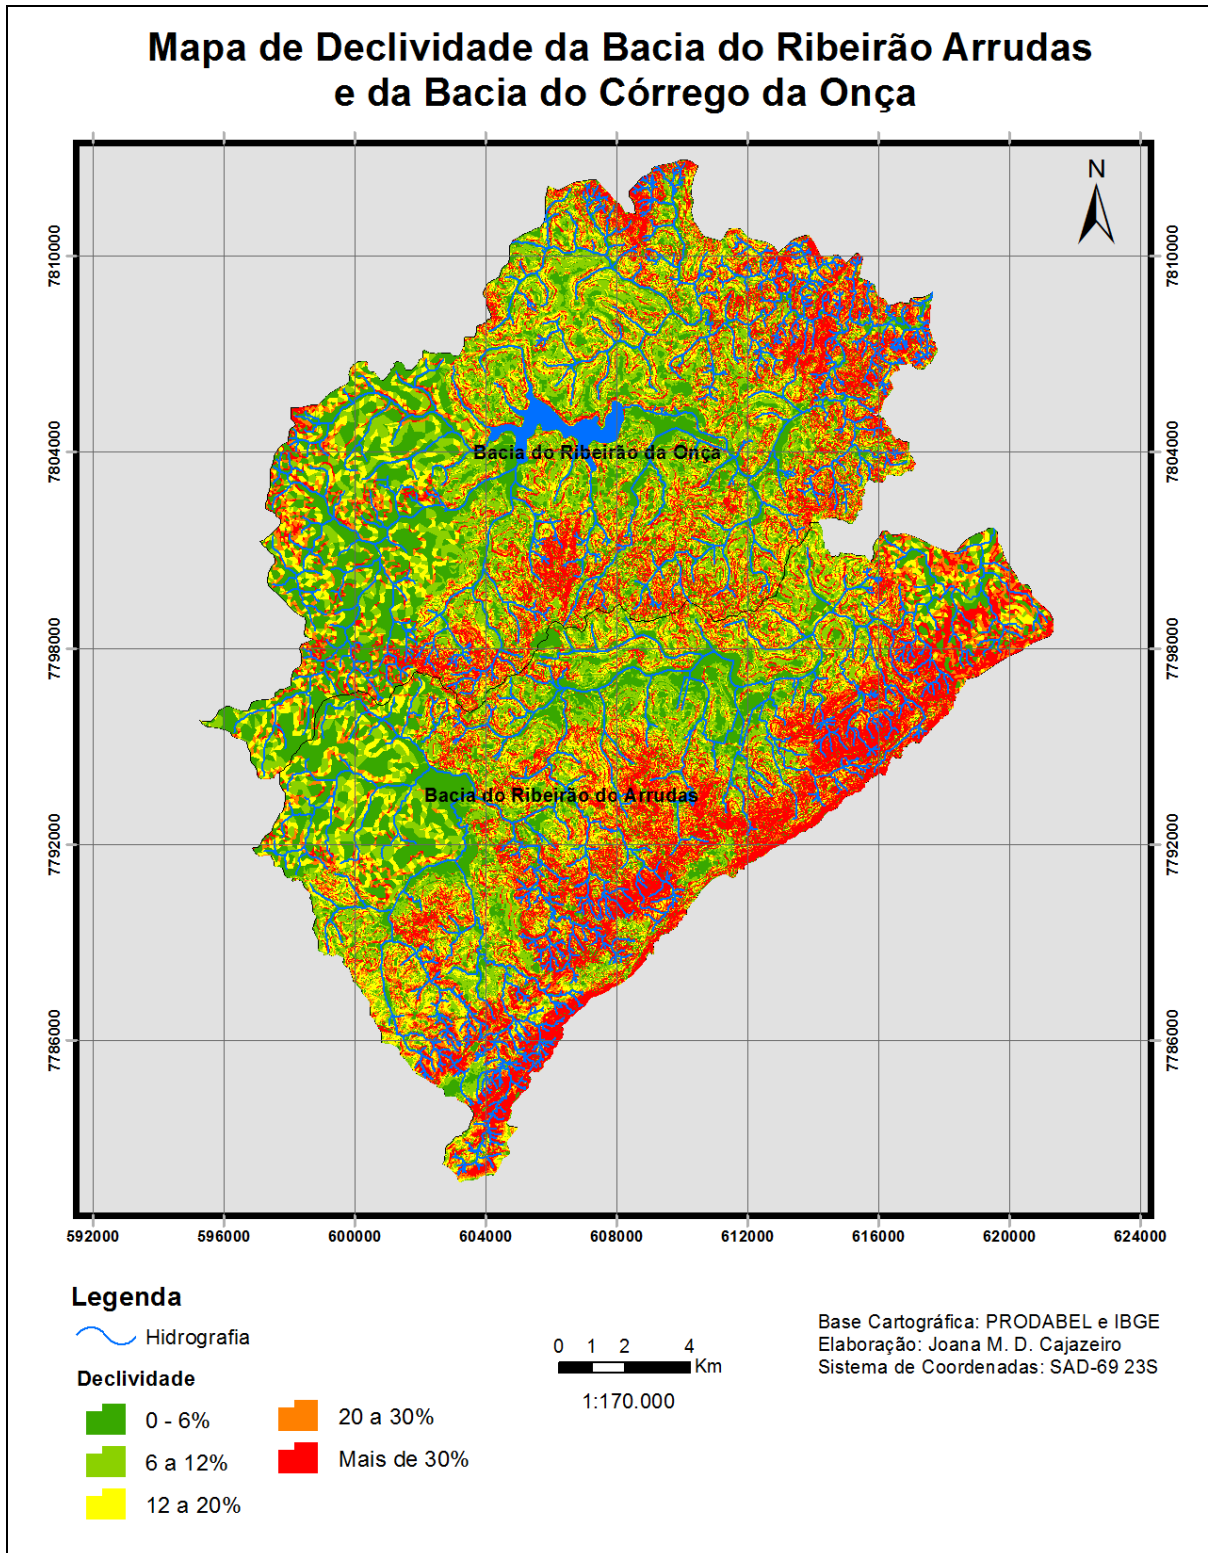 Mapa de Declividade da Bacia do Ribeirão Arrudas
e da Bacia do Córrego da Onça
N
7810000
7810000
Bacia do Ribeirão da Onça
7804000
7804000
7798000
7798000
Bacia do Ribeirão do Arrudas
7792000
7792000
7786000
7786000
592000 596000 600000 604000 608000 612000 616000 620000 624000
Legenda
Hidrografia
Declividade
0 - 6%
6 a 12%
12 a 20%
20 a 30%
Mais de 30%
0 1 2 4
Km
1:170.000
Base Cartográfica: PRODABEL e IBGE
Elaboração: Joana M. D. Cajazeiro
Sistema de Coordenadas: SAD-69 23S